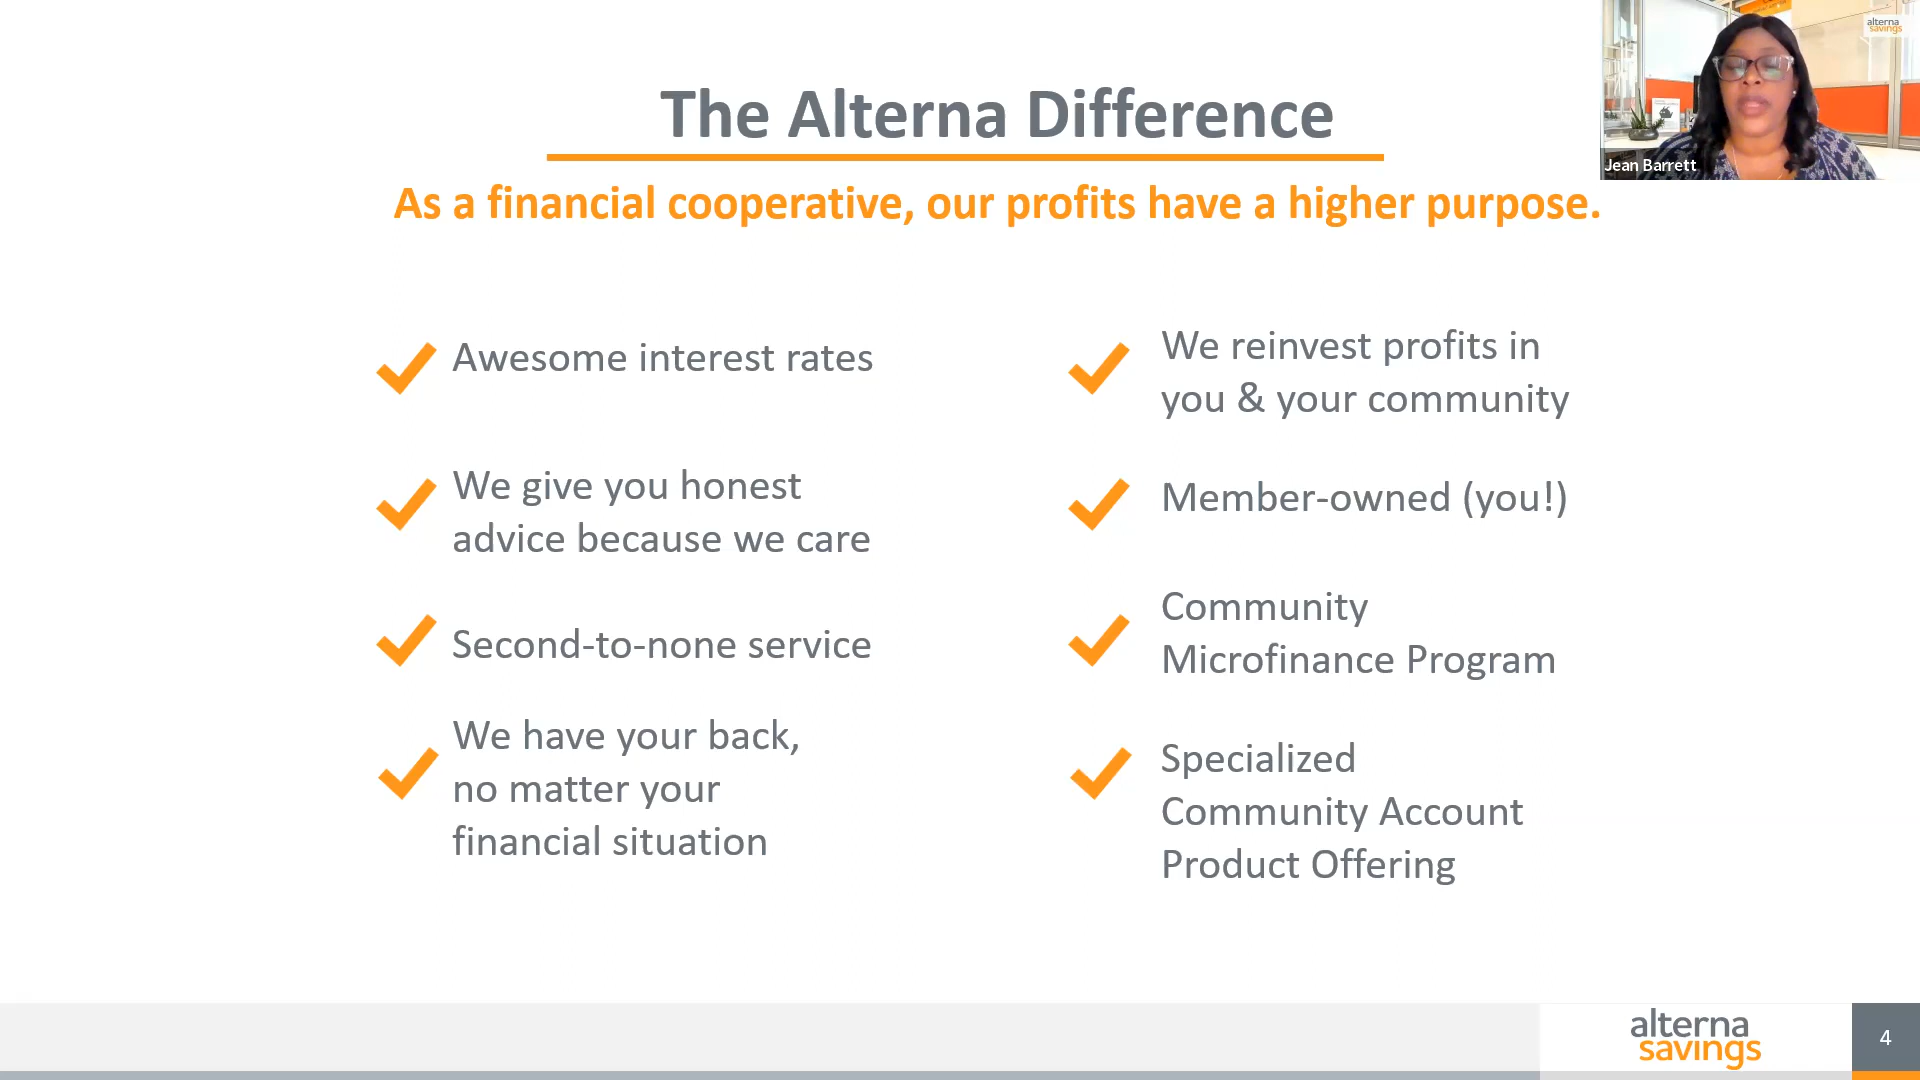 The Alterna Difference
As a financial cooperative, our profits have a higher purpose.
Awesome interest rates
We give you honest
advice because we care
Second-to-none service
We have your back,
no matter your
financial situation
We reinvest profits in
you & your community
Member-owned (you!)
Community
Microfinance Program
Specialized
Community Account
Product Offering
alterna
savings
Jean Barrett
alterna
savings
4